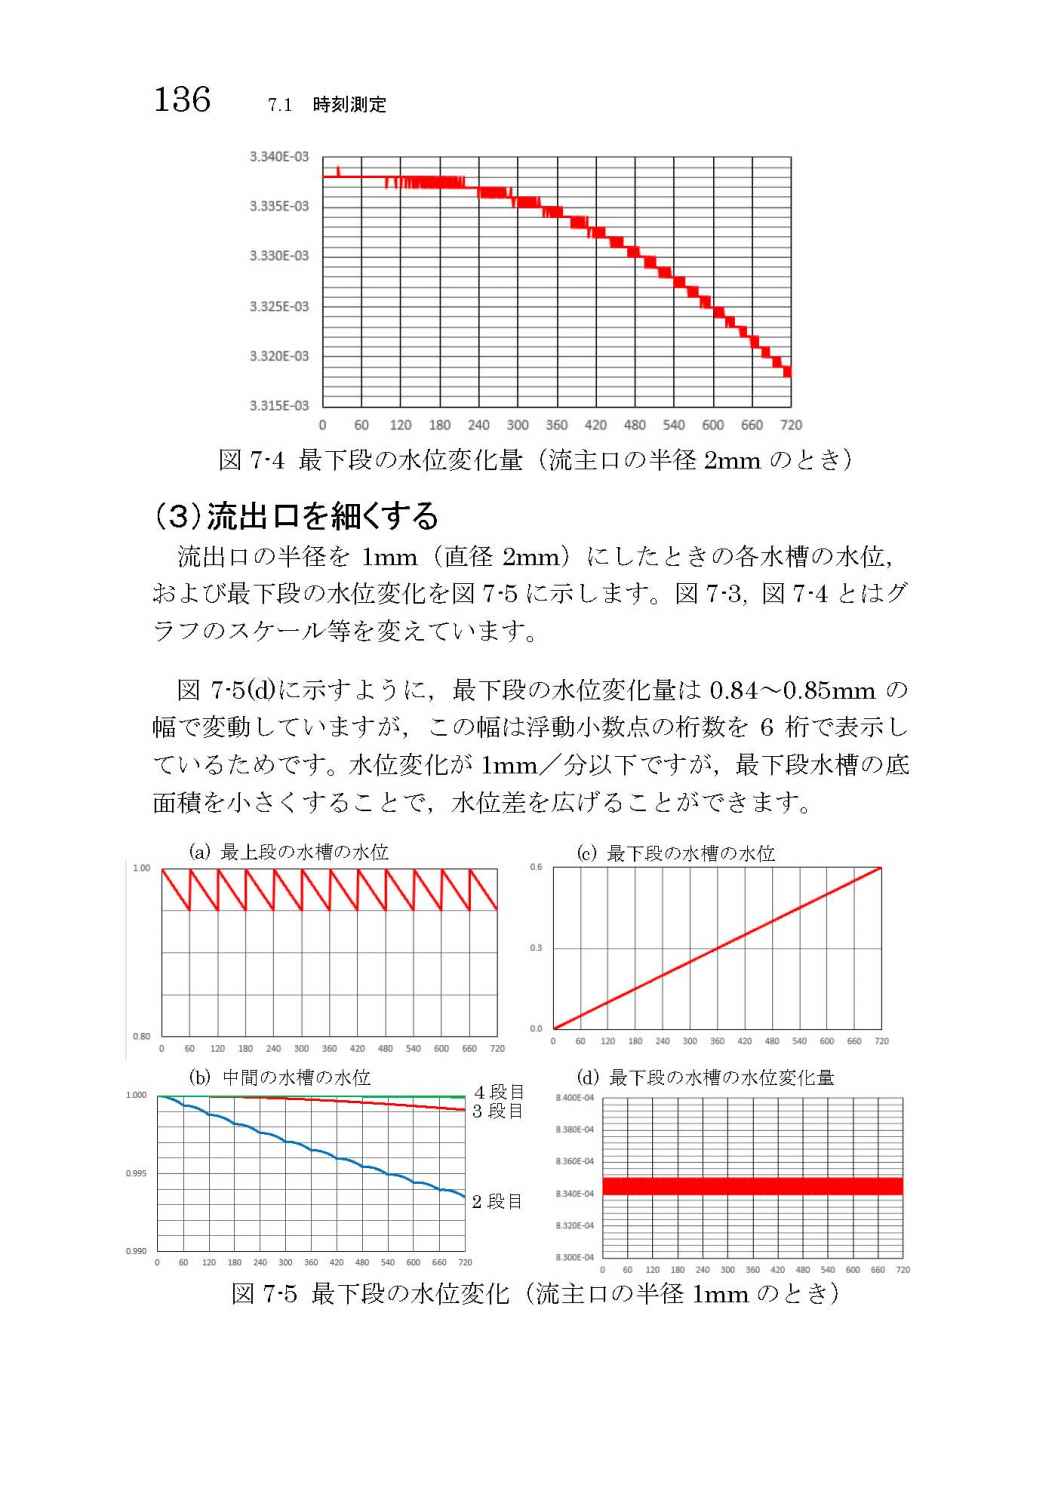 136 7.1 時刻測定
3.340E-03
3.335E-03
3.330E-03
3.325E-03
3.320E-03
3.315E-03
0 60 120 180 240 300 360 420 480 540 600 660 720
図 7-4 最下段の水位変化量（流主口の半径 2mm のとき）
(3)流出口を細くする
流出口の半径を 1mm（直径 2mm）にしたときの各水槽の水位，
および最下段の水位変化を図 7-5 に示します。図 7-3, 図 7-4 とはグ
ラフのスケール等を変えています。
図 7-5(d)に示すように，最下段の水位変化量は 0.84～0.85mm の
幅で変動していますが，この幅は浮動小数点の桁数を 6 桁で表示し
ているためです。水位変化が 1mm／分以下ですが，最下段水槽の底
面積を小さくすることで，水位差を広げることができます。
(a) 最上段の水槽の水位
1.00
0.80
0 60 120 180 240 300 360 420 480 540 600 660 720
(c) 最下段の水槽の水位
0.6
0.3
0.0
0 60 120 180 240 300 360 420 480 540 600 660 720
(b) 中間の水槽の水位
1.000
0.995
0.990
4 段目
3 段目
2 段目
0 60 120 180 240 300 360 420 480 540 600 660 720
(d) 最下段の水槽の水位変化量
8.400E-04
8.380E-04
8.360E-04
8.340E-04
8.320E-04
8.300E-04
0 60 120 180 240 300 360 420 480 540 600 660 720
図 7-5 最下段の水位変化（流主口の半径 1mm のとき）